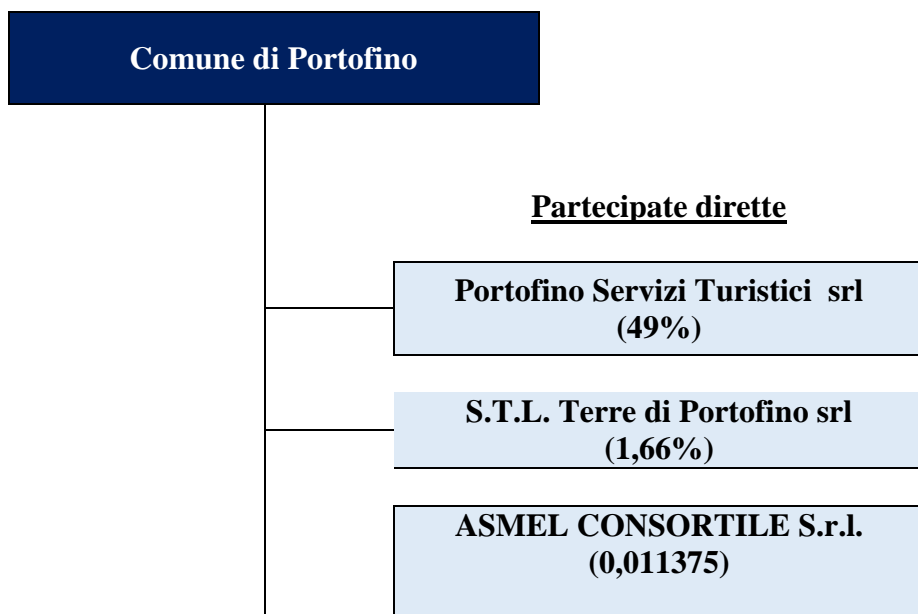 Comune di Portofino
Partecipate dirette
Portofino Servizi Turistici srl
(49%)
S.T.L. Terre di Portofino srl
(1,66%)
ASMEL CONSORTILE S.r.l.
(0,011375)